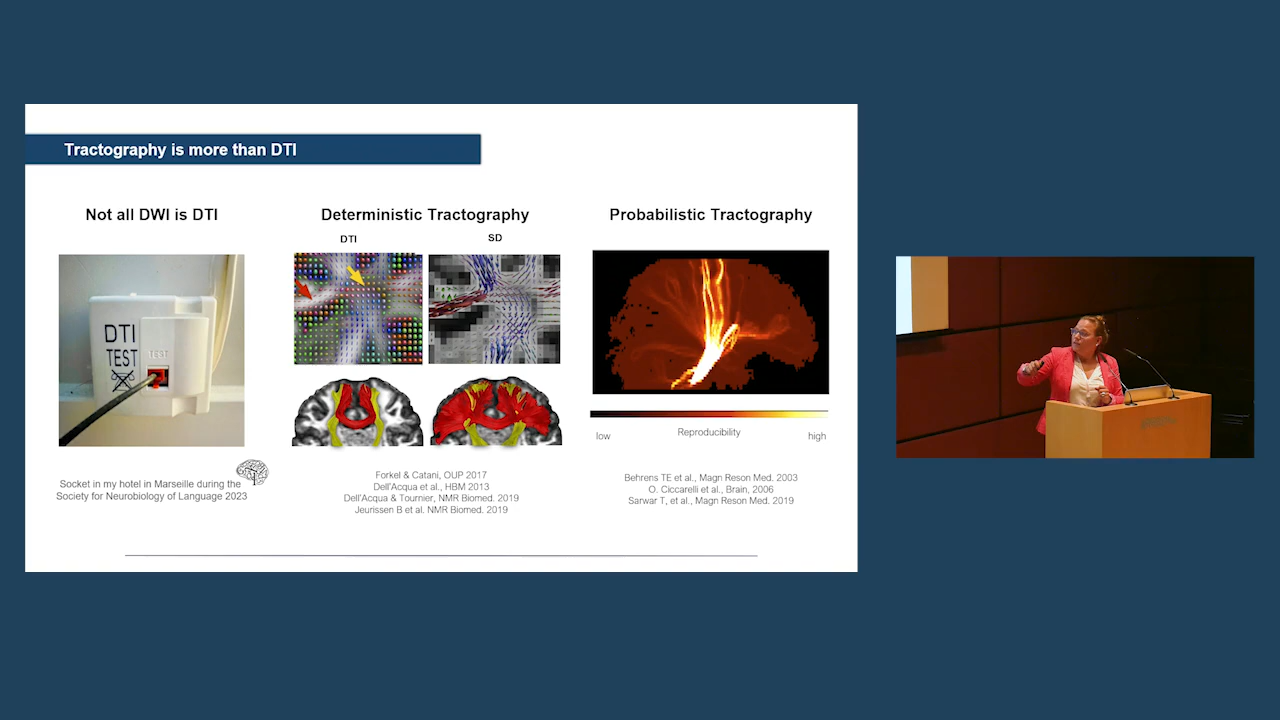 Tractography is more than DTI
Not all DWI is DTI
DTI
TEST
TEST
Socket in my hotel in Marseille during the
Society for Neurobiology of Language 2023
Deterministic Tractography
DTI
SD
Forkel & Catani, OUP 2017
Dell'Acqua et al., HBM 2013
Dell'Acqua & Tournier, NMR Biomed. 2019
Jeurissen B et al. NMR Biomed. 2019
Probabilistic Tractography
low
Reproducibility
high
Behrens TE et al., Magn Reson Med. 2003
O. Ciccarelli et al., Brain, 2006
Sarwar T, et al., Magn Reson Med. 2019